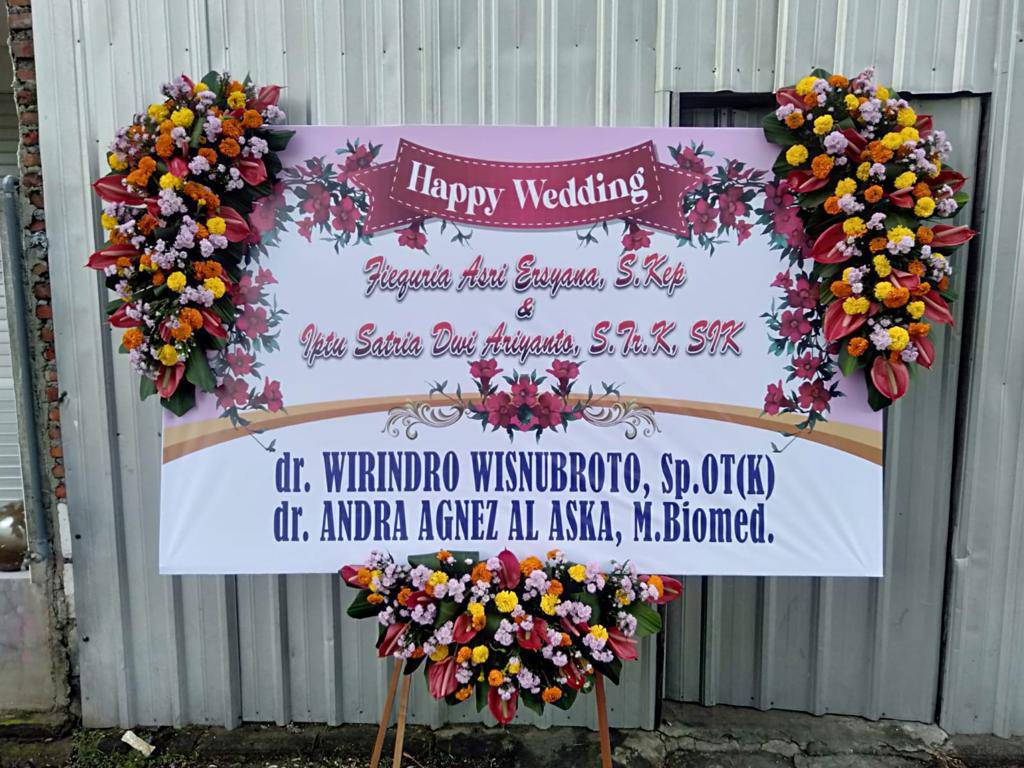 Happy Wedding
Fieguria Asri Ersyana, S.Kep
&
Iptu Satria Dwi Ariyanto, S.Tr.K, SIK
dr. WIRINDRO WISNUBROTO, Sp.OT(K)
dr. ANDRA AGNEZ AL ASKA, M.Biomed.